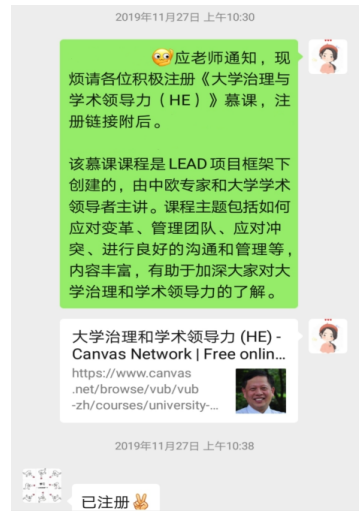 2019年11月27日 上午10:30
应老师通知，现
烦请各位积极注册《大学治理与
学术领导力（HE）》慕课，注
册链接附后。
该慕课课程是LEAD项目框架下
创建的，由中欧专家和大学学术
领导者主讲。课程主题包括如何
应对变革、管理团队、应对冲
突、进行良好的沟通和管理等，
内容丰富，有助于加深大家对大
学治理和学术领导力的了解。
大学治理和学术领导力 (HE) -
Canvas Network | Free onlin...
https://www.canvas
.net/browse/vub/vub
-zh/courses/university-...
2019年11月27日 上午10:38
已注册✌